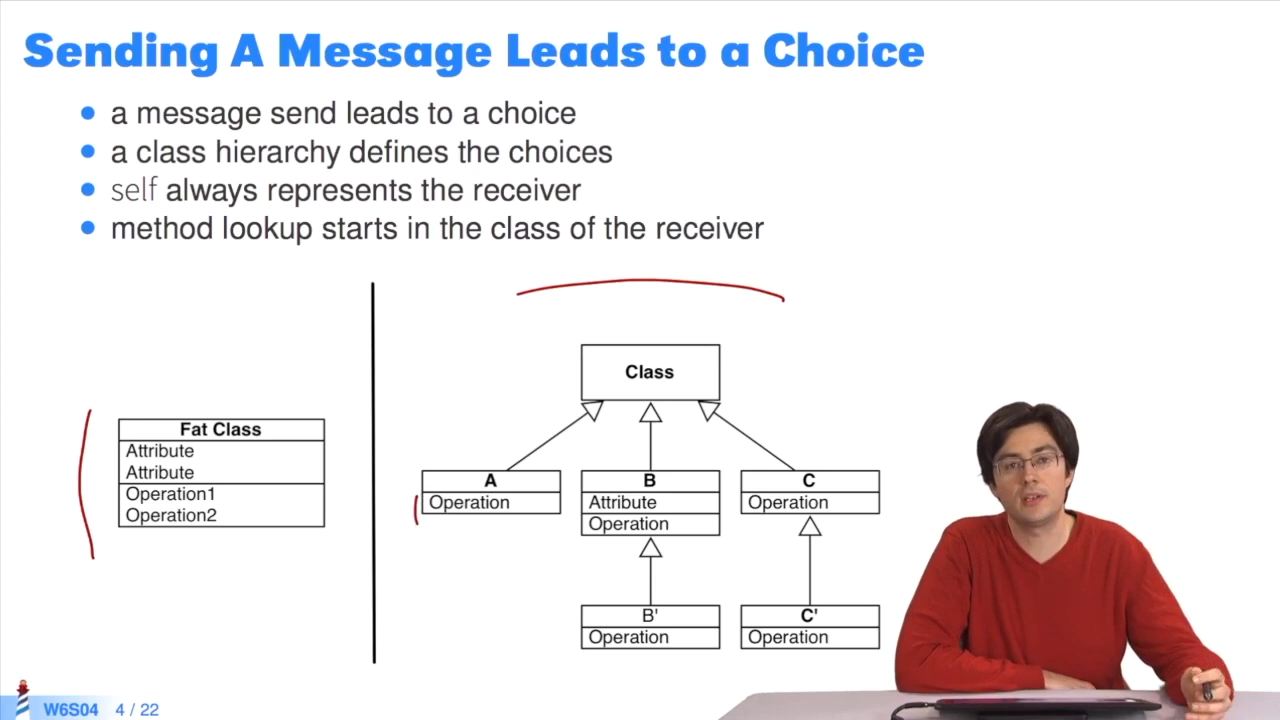 Sending A Message Leads to a Choice
a message send leads to a choice
a class hierarchy defines the choices
self always represents the receiver
method lookup starts in the class of the receiver
Fat Class
Attribute
Attribute
Operation1
Operation2
Class
A
Operation
B
Attribute
Operation
C
Operation
B'
Operation
C'
Operation
W6S04 4 / 22